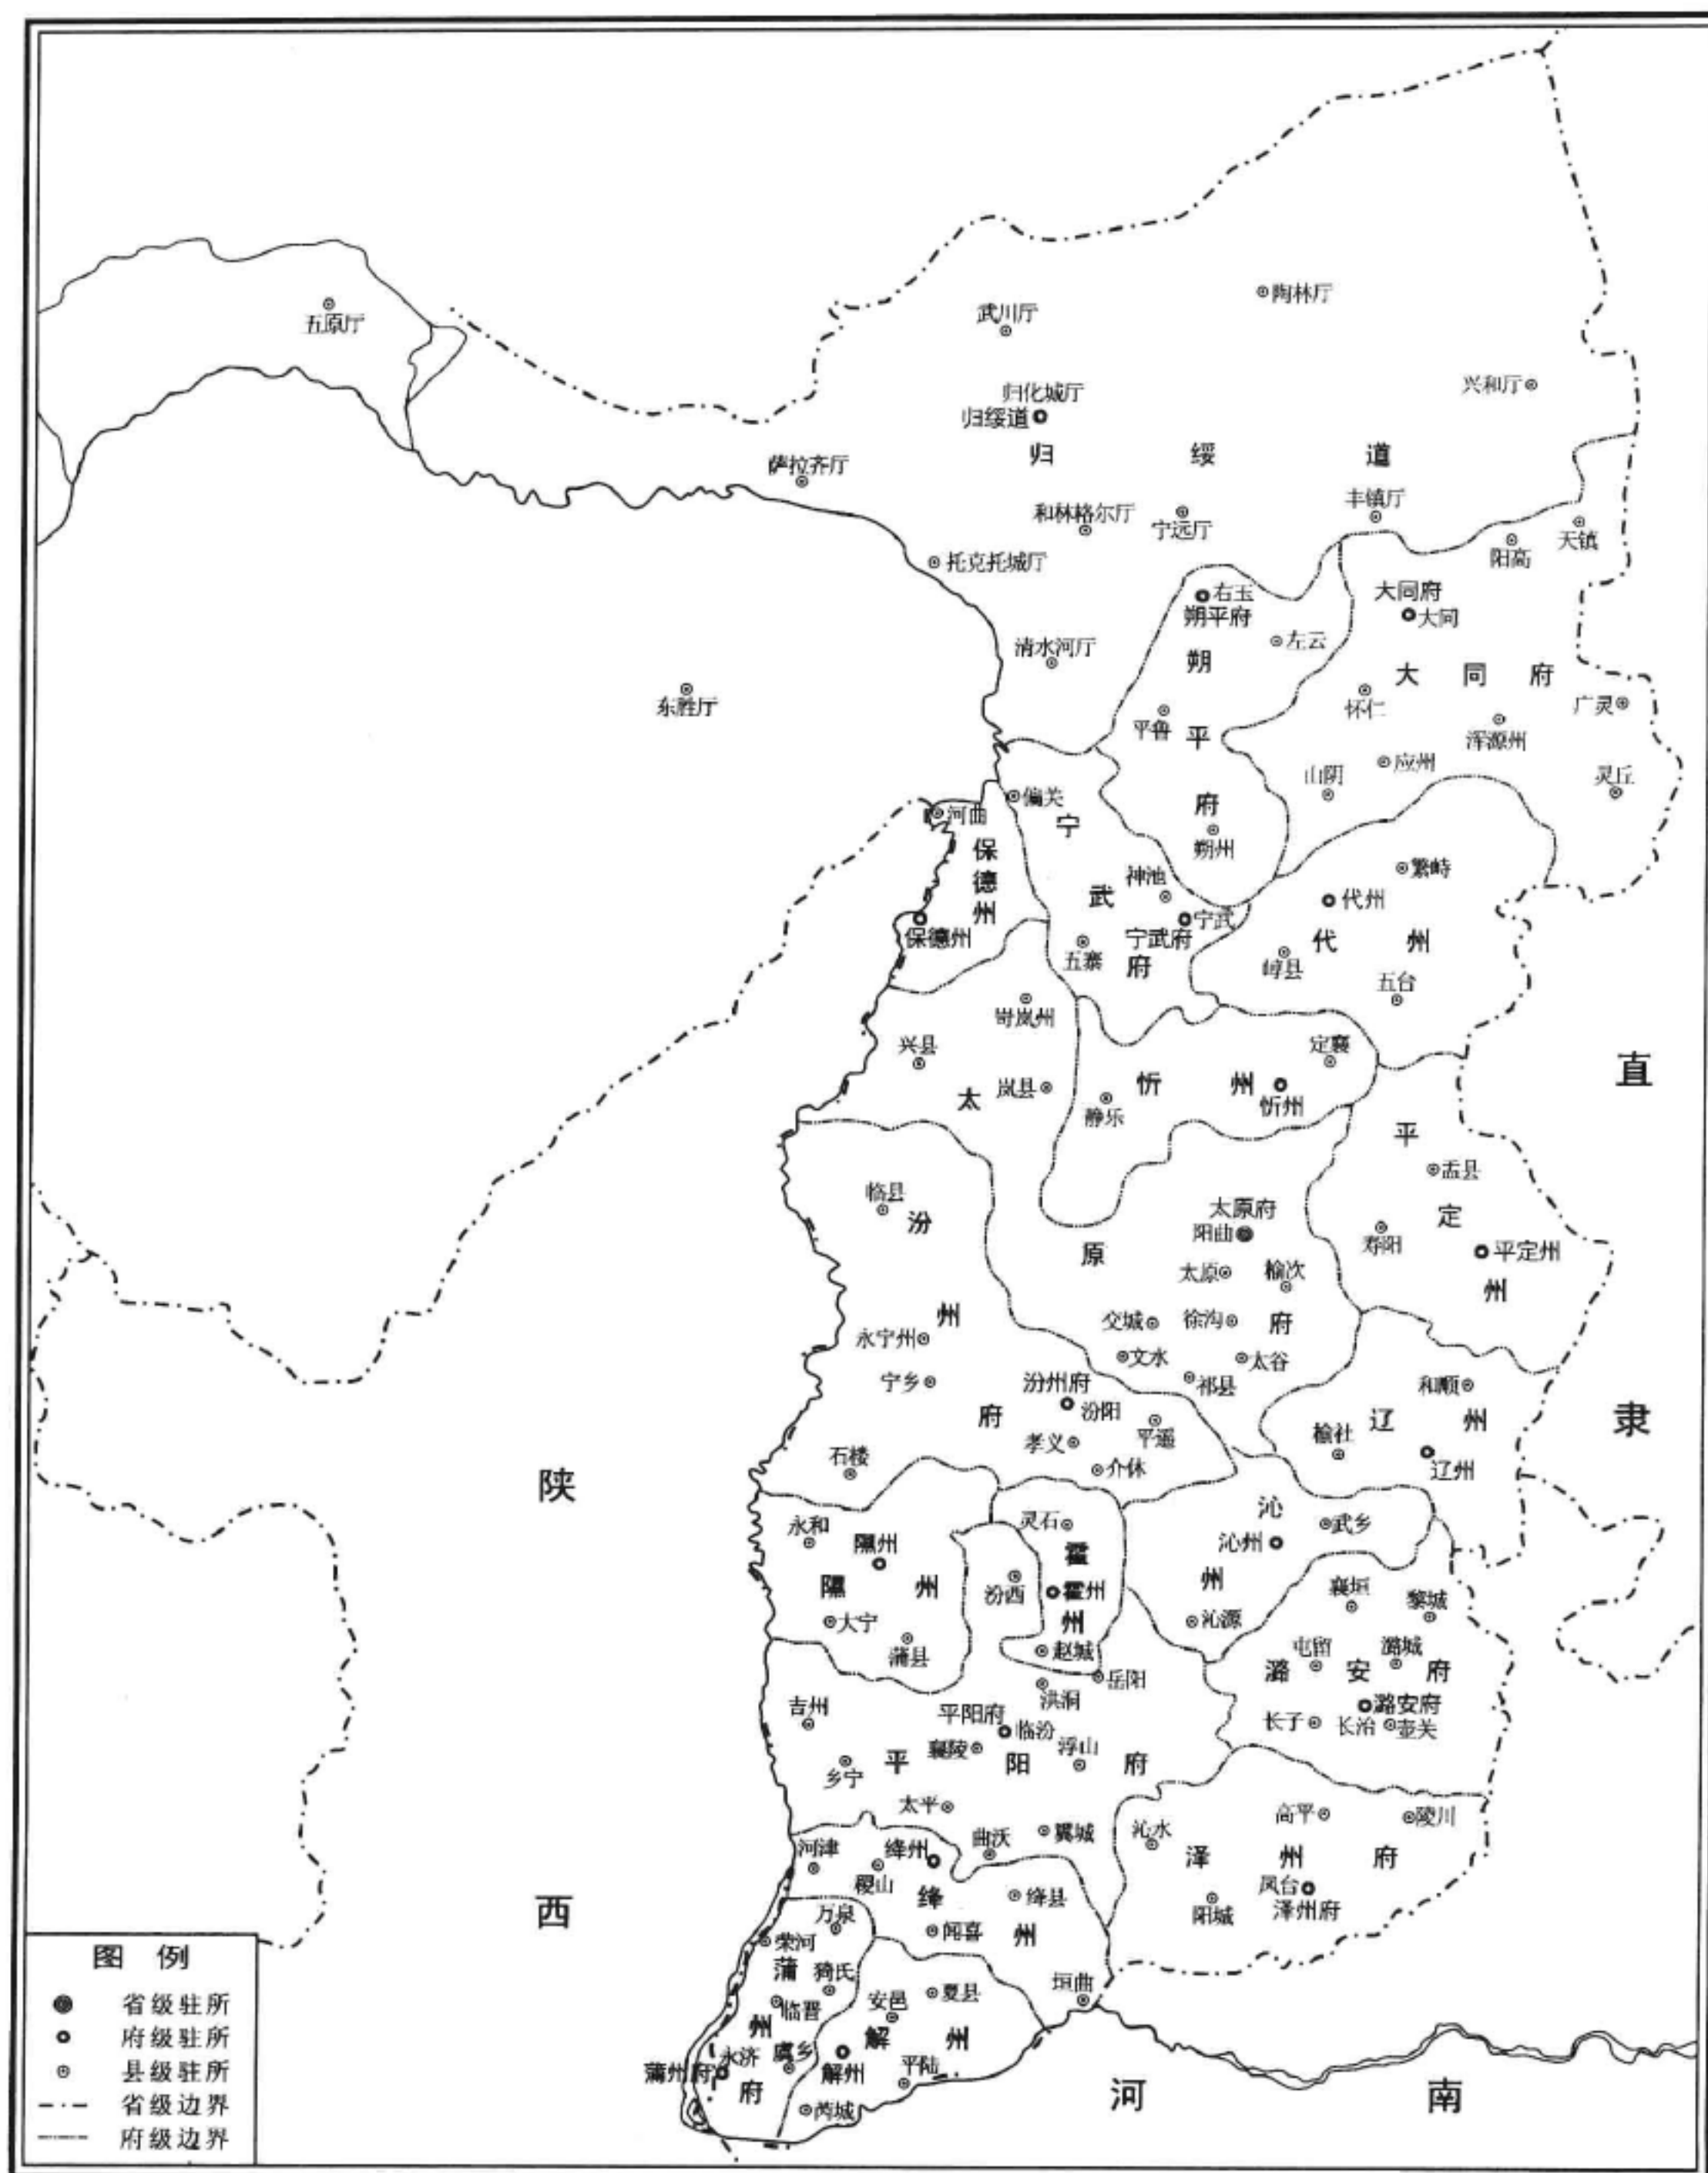 五原厅
武川厅
陶林厅
兴和厅
归化城厅
归绥道
归 绥 道
萨拉齐厅
和林格尔厅
宁远厅
丰镇厅
天镇
阳高
托克托城厅
右玉
朔平府
大同府
大同
左云
清水河厅
朔
平
府
大 同 府
东胜厅
怀仁
广灵
平鲁
浑源州
应州
山阴
灵丘
偏关
河曲
宁
武
府
朔州
保
德
州
神池
繁峙
代州
宁武
宁武府
保德州
五寨
代 州
崞县
五台
岢岚州
兴县
定襄
直
隶
岚县
忻 州
忻州
静乐
太
原
府
平
定
州
盂县
临县
汾
州
府
太原府
阳曲
寿阳
平定州
太原
榆次
交城
徐沟
永宁州
文水
太谷
宁乡
祁县
和顺
汾州府
汾阳
辽 州
孝义
平遥
榆社
辽州
石楼
介休
陕
西
永和
灵石
沁
州
武乡
隰州
沁州
霍
州
隰 州
汾西
霍州
襄垣
黎城
大宁
沁源
蒲县
赵城
屯留
潞城
岳阳
潞 安 府
洪洞
吉州
平阳府
临汾
潞安府
长子
长治
壶关
襄陵
浮山
乡宁
平 阳 府
太平
高平
陵川
曲沃
翼城
沁水
河津
绛州
泽 州 府
稷山
凤台
泽州府
绛
州
绛县
阳城
万泉
荣河
闻喜
蒲
州
府
猗氏
垣曲
临晋
安邑
夏县
解 州
永济
虞乡
蒲州府
解州
平陆
芮城
河 南
图 例
省级驻所
府级驻所
县级驻所
省级边界
府级边界